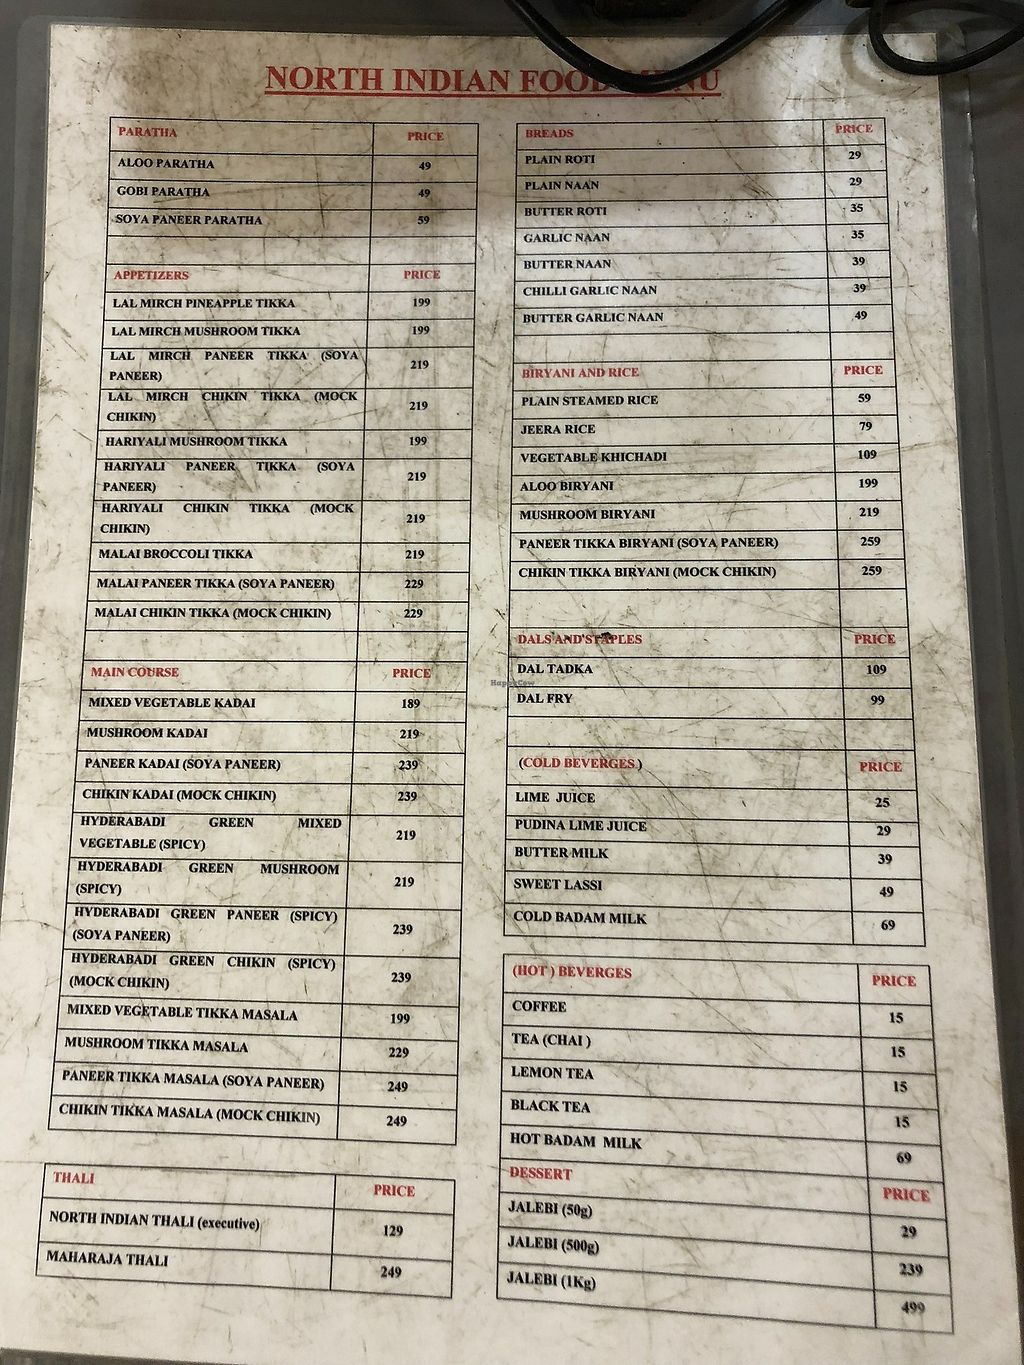 NORTH INDIAN FOOD MENU
PARATHA PRICE
ALOO PARATHA 49
GOBI PARATHA 49
SOYA PANEER PARATHA 59
APPETIZERS PRICE
LAL MIRCH PINEAPPLE TIKKA 199
LAL MIRCH MUSHROOM TIKKA 199
LAL MIRCH PANEER TIKKA (SOYA
PANEER) 219
LAL MIRCH CHIKIN TIKKA (MOCK
CHIKIN) 219
HARIYALI MUSHROOM TIKKA 199
HARIYALI PANEER TIKKA (SOYA
PANEER) 219
HARIYALI CHIKIN TIKKA (MOCK
CHIKIN) 219
MALAI BROCCOLI TIKKA 219
MALAI PANEER TIKKA (SOYA PANEER) 229
MALAI CHIKIN TIKKA (MOCK CHIKIN) 229
MAIN COURSE PRICE
MIXED VEGETABLE KADAI 189
MUSHROOM KADAI 219
PANEER KADAI (SOYA PANEER) 239
CHIKIN KADAI (MOCK CHIKIN) 239
HYDERABADI GREEN MIXED
VEGETABLE (SPICY) 219
HYDERABADI GREEN MUSHROOM
(SPICY) 219
HYDERABADI GREEN PANEER (SPICY)
(SOYA PANEER) 239
HYDERABADI GREEN CHIKIN (SPICY)
(MOCK CHIKIN) 239
MIXED VEGETABLE TIKKA MASALA 199
MUSHROOM TIKKA MASALA 229
PANEER TIKKA MASALA (SOYA PANEER) 249
CHIKIN TIKKA MASALA (MOCK CHIKIN) 249
THALI PRICE
NORTH INDIAN THALI (executive) 129
MAHARAJA THALI 249
BREADS PRICE
PLAIN ROTI 29
PLAIN NAAN 29
BUTTER ROTI 35
GARLIC NAAN 35
BUTTER NAAN 39
CHILLI GARLIC NAAN 39
BUTTER GARLIC NAAN 49
BIRYANI AND RICE PRICE
PLAIN STEAMED RICE 59
JEERA RICE 79
VEGETABLE KHICHADI 109
ALOO BIRYANI 199
MUSHROOM BIRYANI 219
PANEER TIKKA BIRYANI (SOYA PANEER) 259
CHIKIN TIKKA BIRYANI (MOCK CHIKIN) 259
DALS AND STAPLES PRICE
DAL TADKA 109
DAL FRY 99
HappyCow
(COLD BEVERGES ) PRICE
LIME JUICE 25
PUDINA LIME JUICE 29
BUTTER MILK 39
SWEET LASSI 49
COLD BADAM MILK 69
(HOT ) BEVERGES PRICE
COFFEE 15
TEA (CHAI ) 15
LEMON TEA 15
BLACK TEA 15
HOT BADAM MILK 69
DESSERT PRICE
JALEBI (50g) 29
JALEBI (500g) 239
JALEBI (1Kg) 499